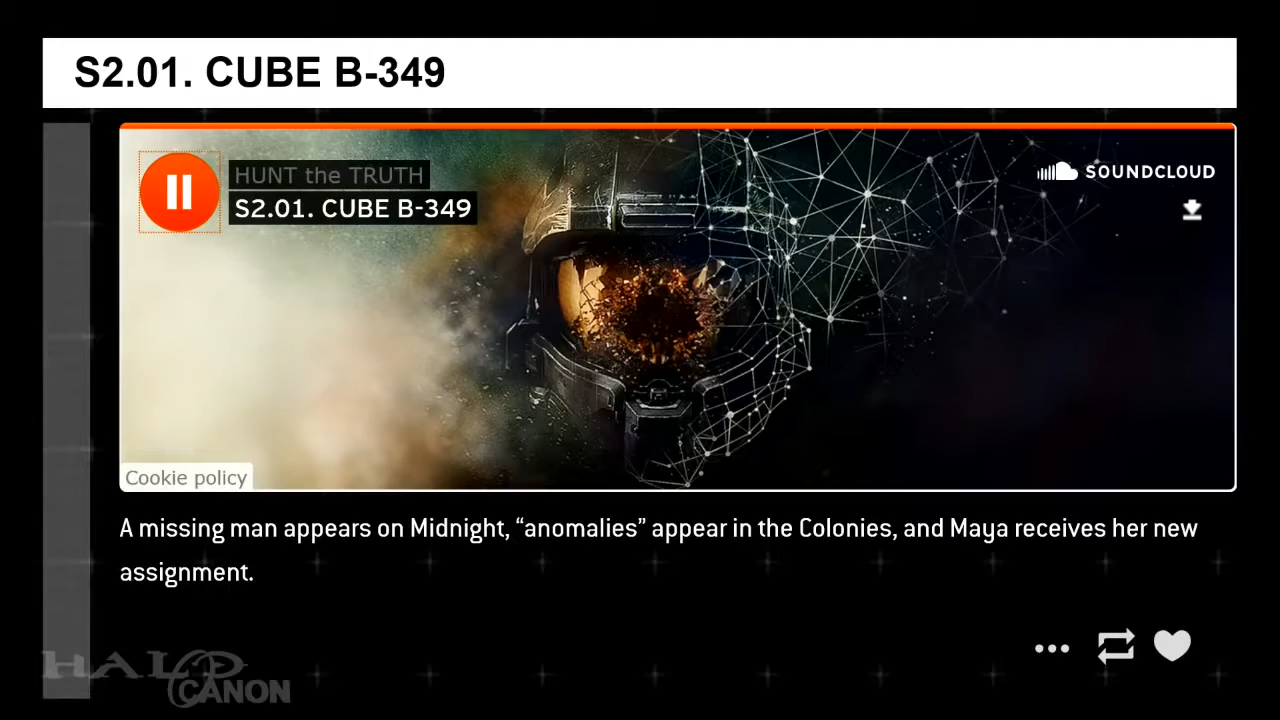 S2.01. CUBE B-349
HUNT the TRUTH
S2.01. CUBE B-349
SOUNDCLOUD
Cookie policy
A missing man appears on Midnight, “anomalies” appear in the Colonies, and Maya receives her new
assignment.
HALO
CANON